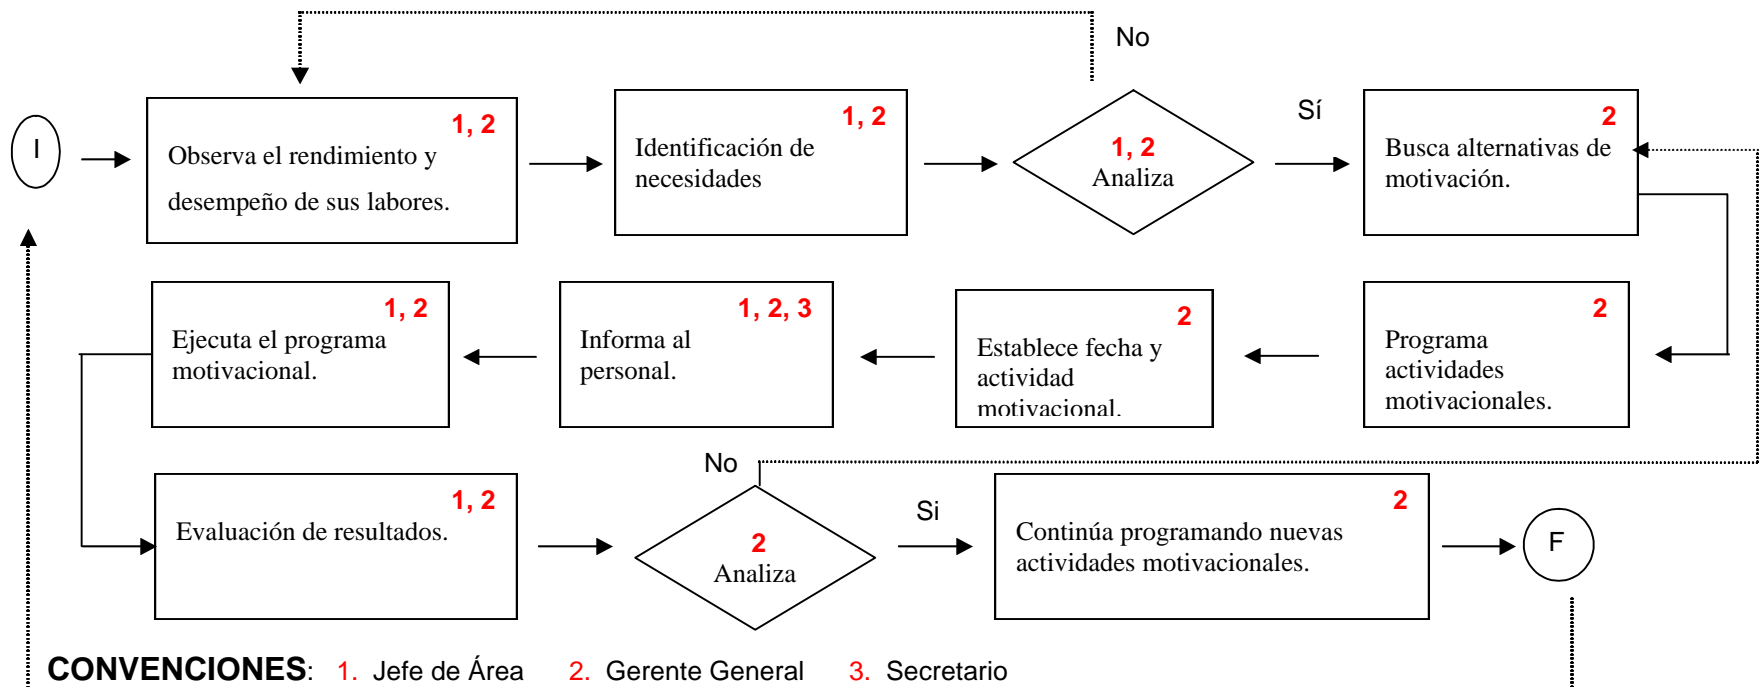 No
1, 2
Observa el rendimiento y
desempeño de sus labores.
1, 2
Identificación de
necesidades
1, 2
Analiza
Sí
2
Busca alternativas de
motivación.
I
1, 2
Ejecuta el programa
motivacional.
1, 2, 3
Informa al
personal.
2
Establece fecha y
actividad
motivacional.
2
Programa
actividades
motivacionales.
1, 2
Evaluación de resultados.
No
2
Analiza
Si
2
Continúa programando nuevas
actividades motivacionales.
F
CONVENCIONES: 1. Jefe de Área 2. Gerente General 3. Secretario